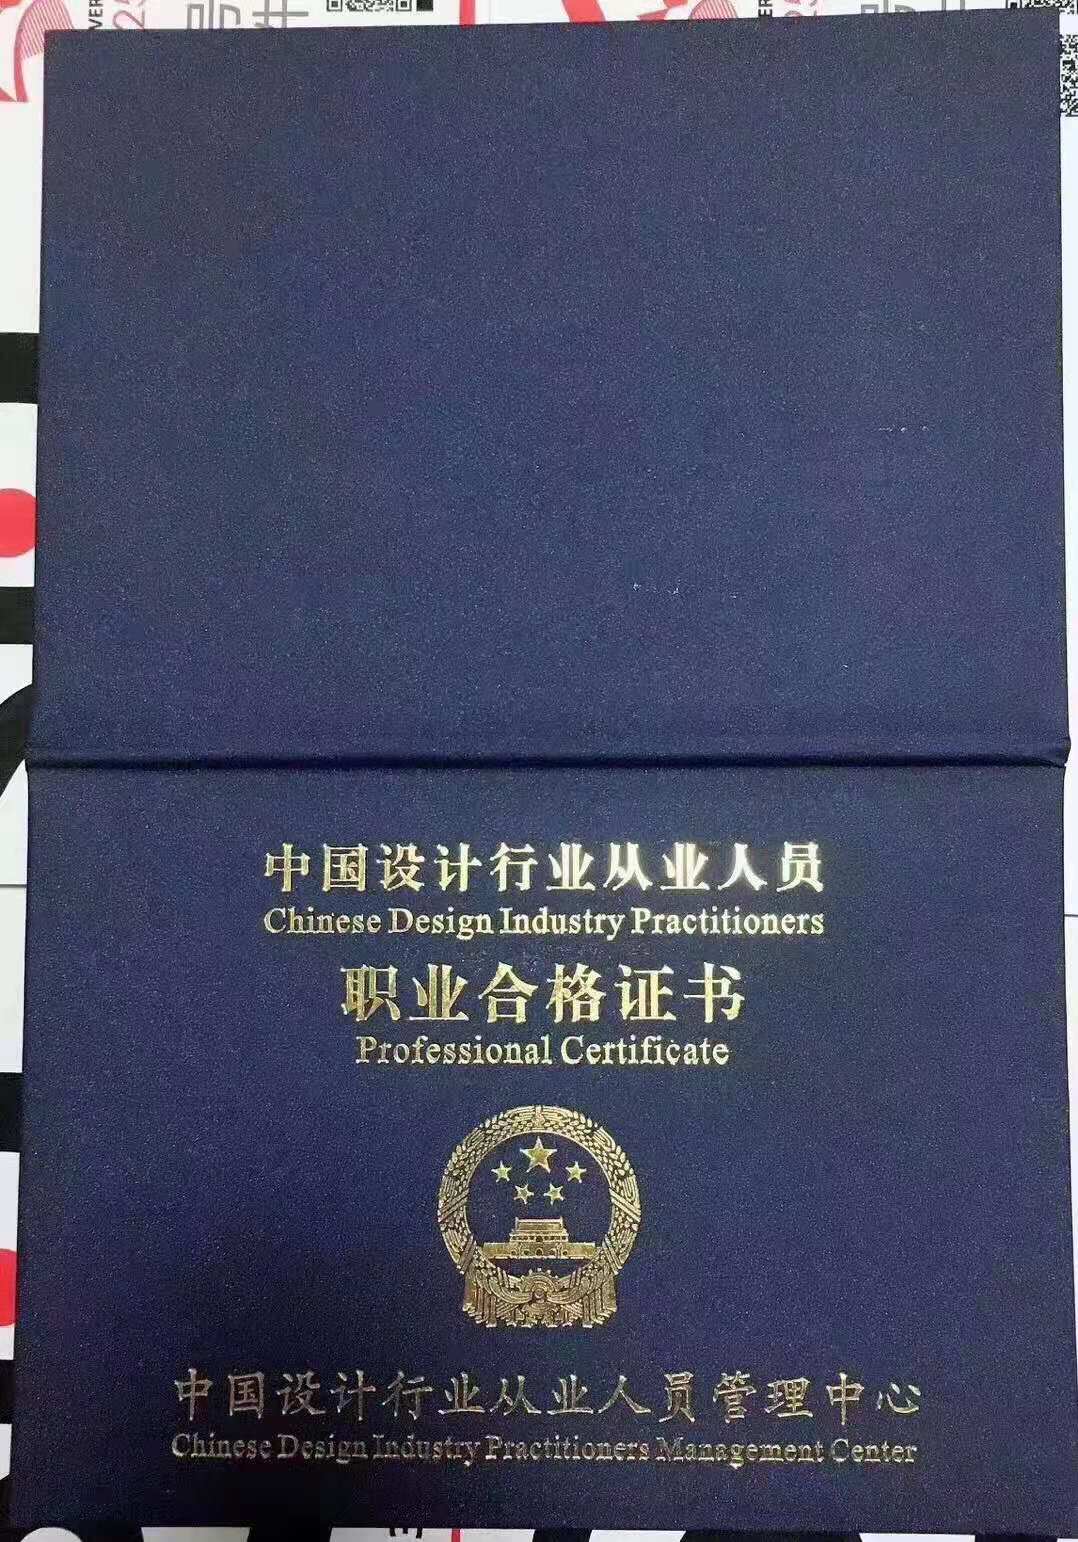 中国设计行业从业人员
Chinese Design Industry Practitioners
职业合格证书
Professional Certificate
中国设计行业从业人员管理中心
Chinese Design Industry Practitioners Management Center